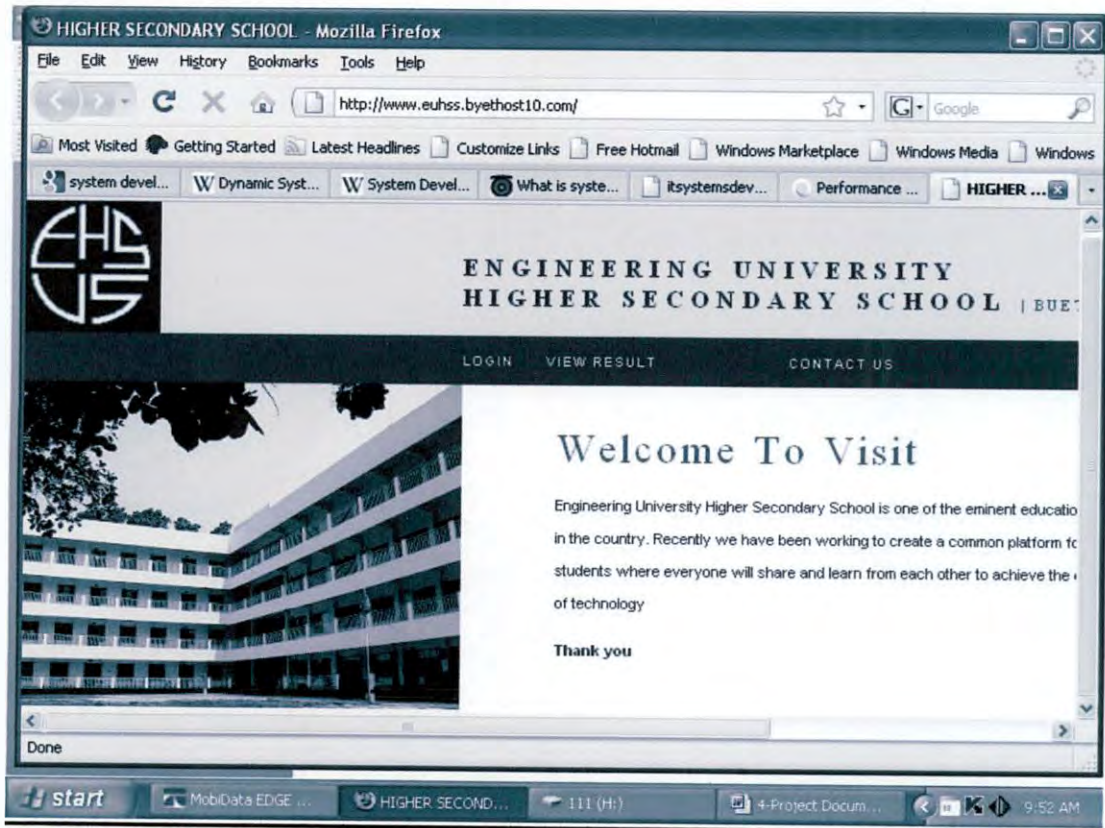 HIGHER SECONDARY SCHOOL - Mozilla Firefox
File Edit View History Bookmarks Tools Help
http://www.euhss.byethost10.com/ G Google
Most Visited Getting Started Latest Headlines Customize Links Free Hotmail Windows Marketplace Windows Media Windows
system devel... W Dynamic Syst... W System Devel... What is syste... itsystemsdev... Performance ... HIGHER ...
EHS
US
ENGINEERING UNIVERSITY
HIGHER SECONDARY SCHOOL | BUET
LOGIN VIEW RESULT CONTACT US
Welcome To Visit
Engineering University Higher Secondary School is one of the eminent educatio
in the country. Recently we have been working to create a common platform fo
students where everyone will share and learn from each other to achieve the
of technology
Thank you
Done
start MobiData EDGE ... HIGHER SECOND... 111 (H:) 4-Project Docum... 9:52 AM